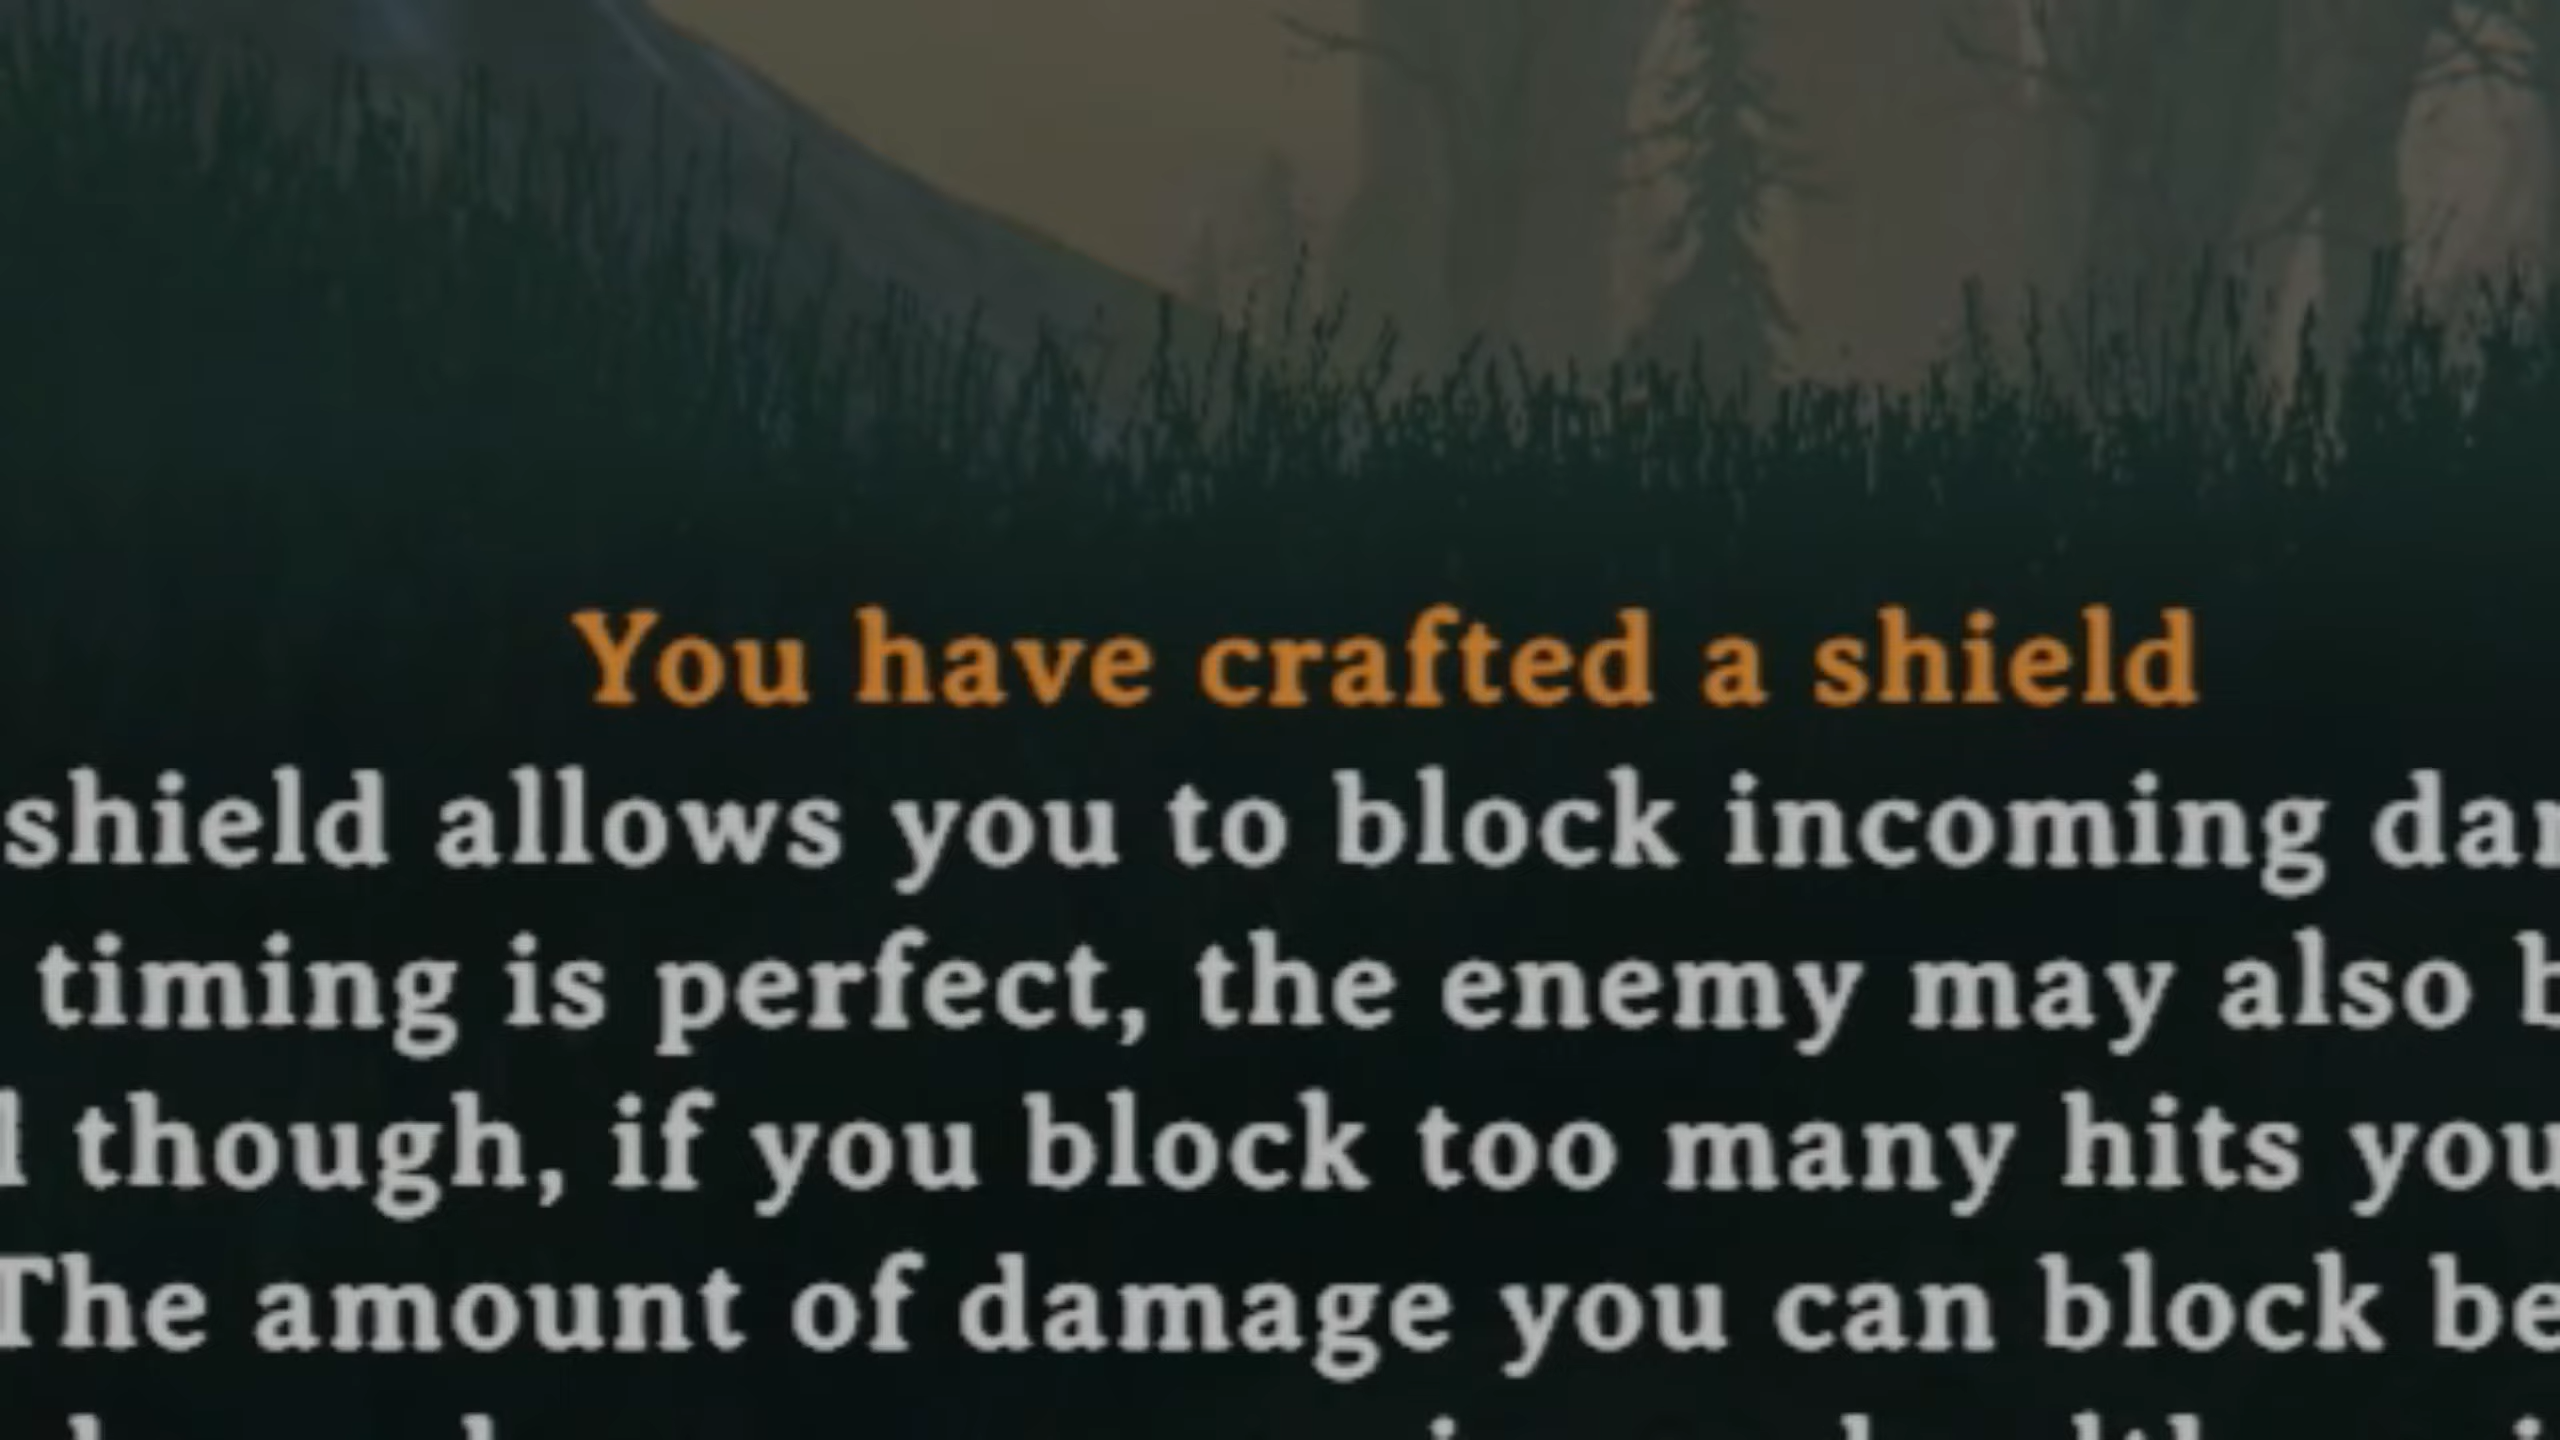 You have crafted a shield
shield allows you to block incoming
timing is perfect, the enemy may also
though, if you block too many hits you
The amount of damage you can block